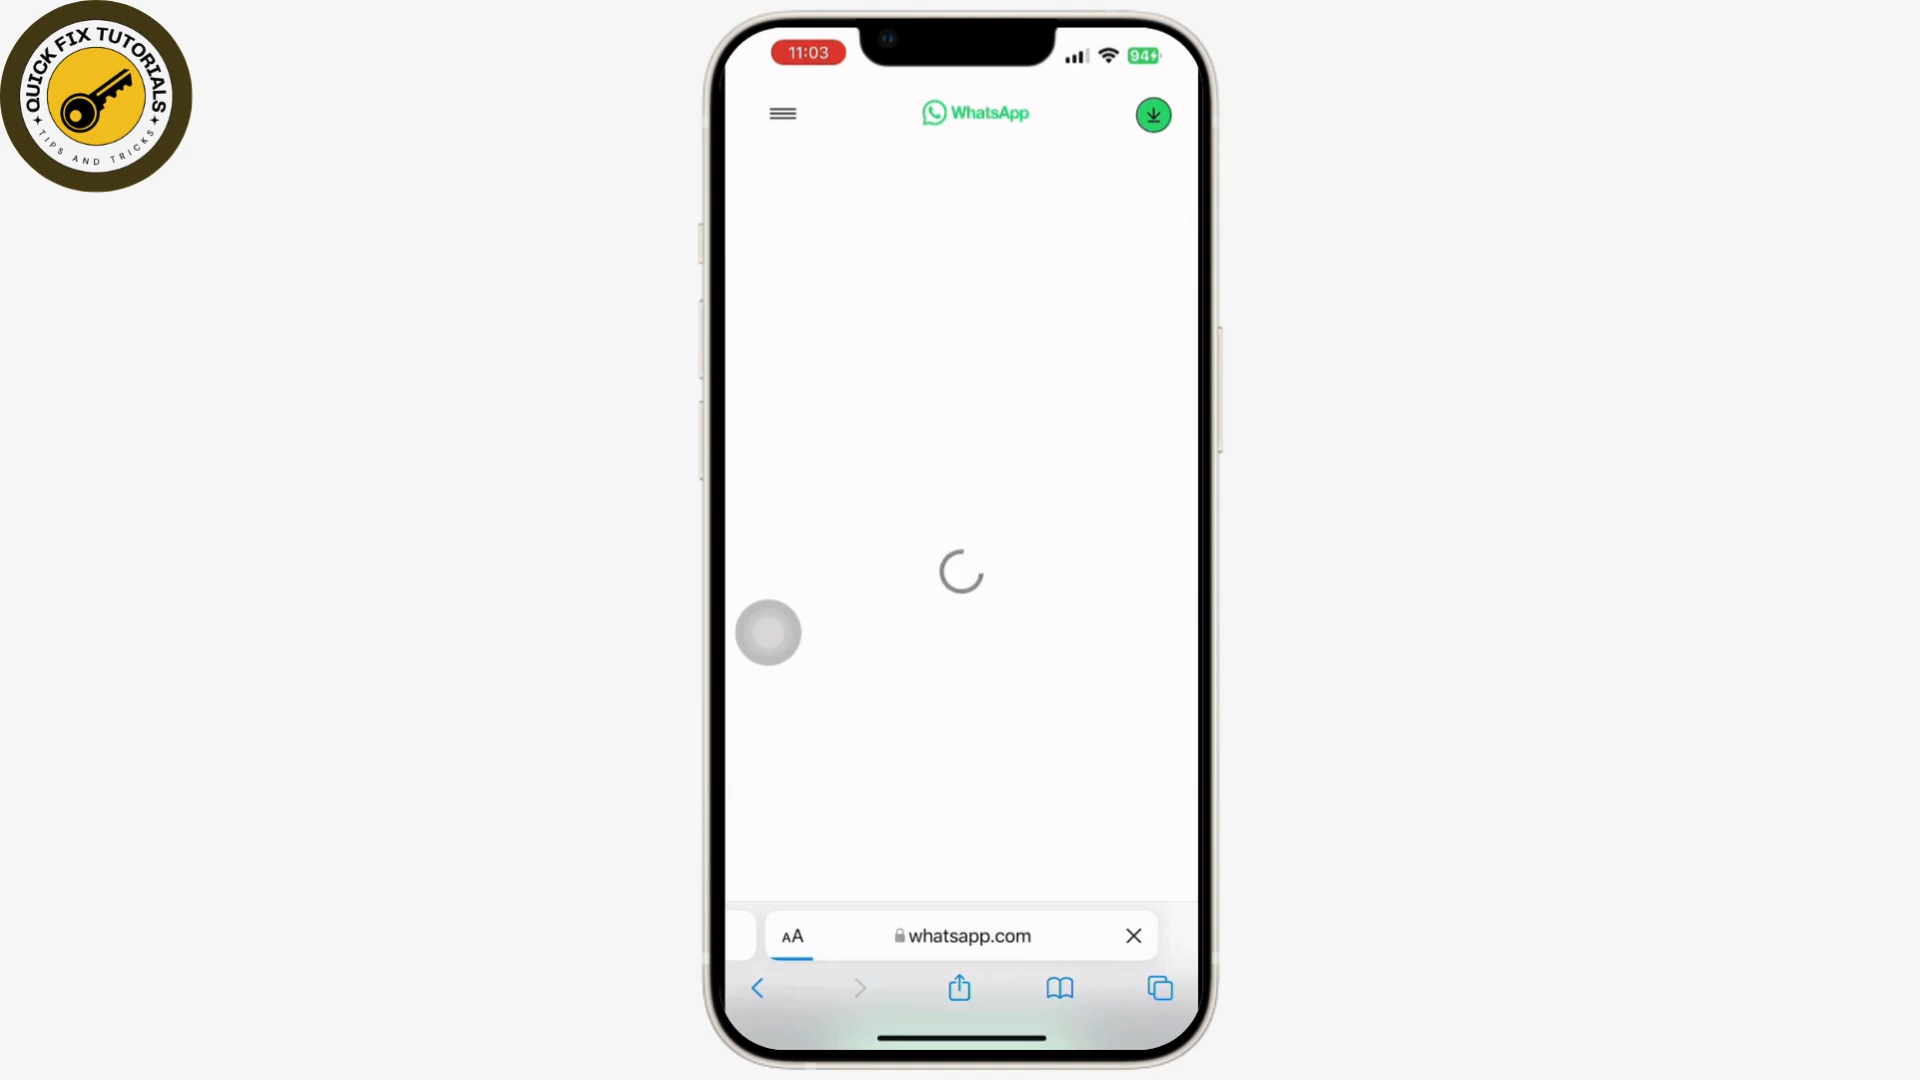 QUICK FIX TUTORIALS
TIPS AND TRICKS
11:03
94
WhatsApp
AA
whatsapp.com